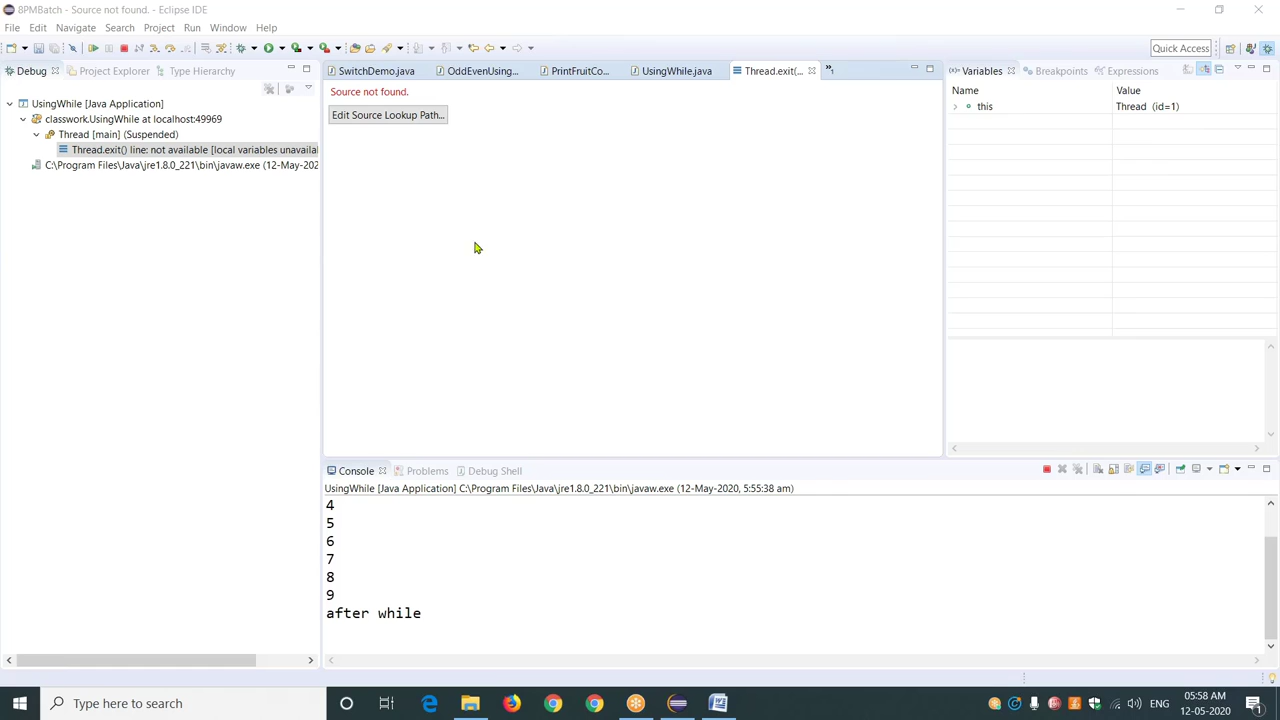 8PMBatch - Source not found. - Eclipse IDE
File Edit Navigate Search Project Run Window Help
Quick Access
Debug Project Explorer Type Hierarchy
SwitchDemo.java OddEvenUsing... PrintFruitCo... UsingWhile.java Thread.exit(... »1
Variables Breakpoints Expressions
Source not found.
Edit Source Lookup Path...
Name Value
this Thread (id=1)
UsingWhile [Java Application]
classwork.UsingWhile at localhost:49969
Thread [main] (Suspended)
Thread.exit() line: not available [local variables unavaila
C:\Program Files\Java\jre1.8.0_221\bin\javaw.exe (12-May-202
Console Problems Debug Shell
UsingWhile [Java Application] C:\Program Files\Java\jre1.8.0_221\bin\javaw.exe (12-May-2020, 5:55:38 am)
4
5
6
7
8
9
after while
Type here to search
ENG
05:58 AM
12-05-2020
1